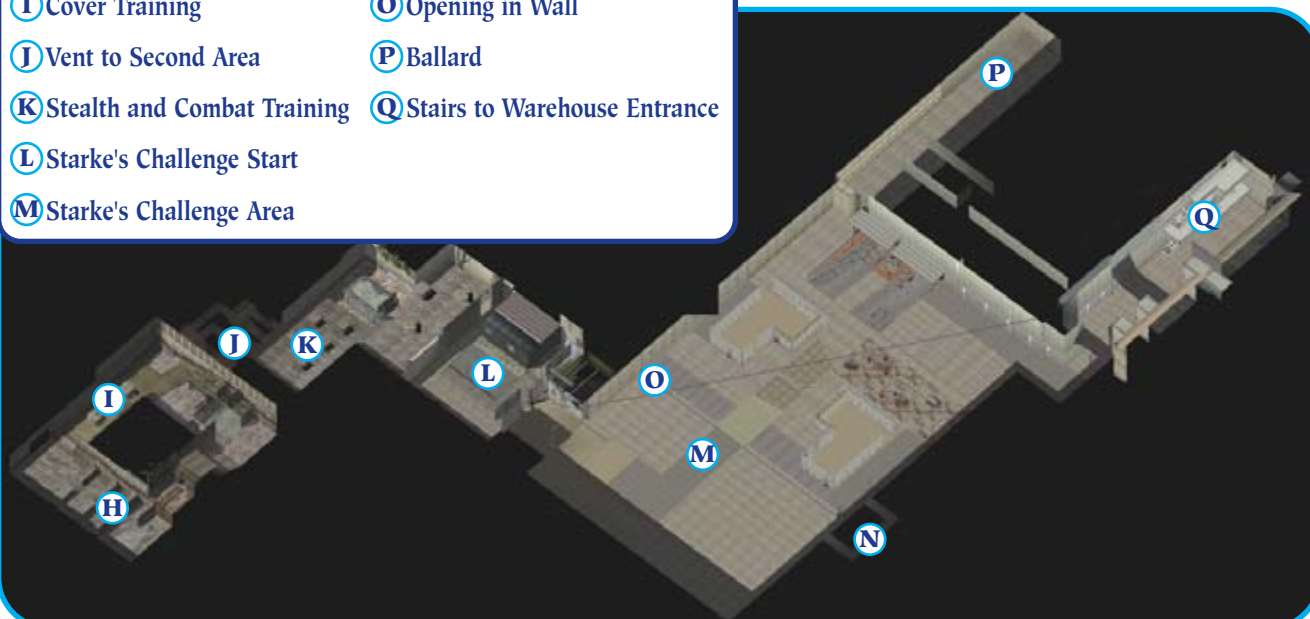 I Cover Training
J Vent to Second Area
K Stealth and Combat Training
L Starke's Challenge Start
M Starke's Challenge Area
O Opening in Wall
P Ballard
Q Stairs to Warehouse Entrance
P
Q
J
K
L
I
O
M
H
N